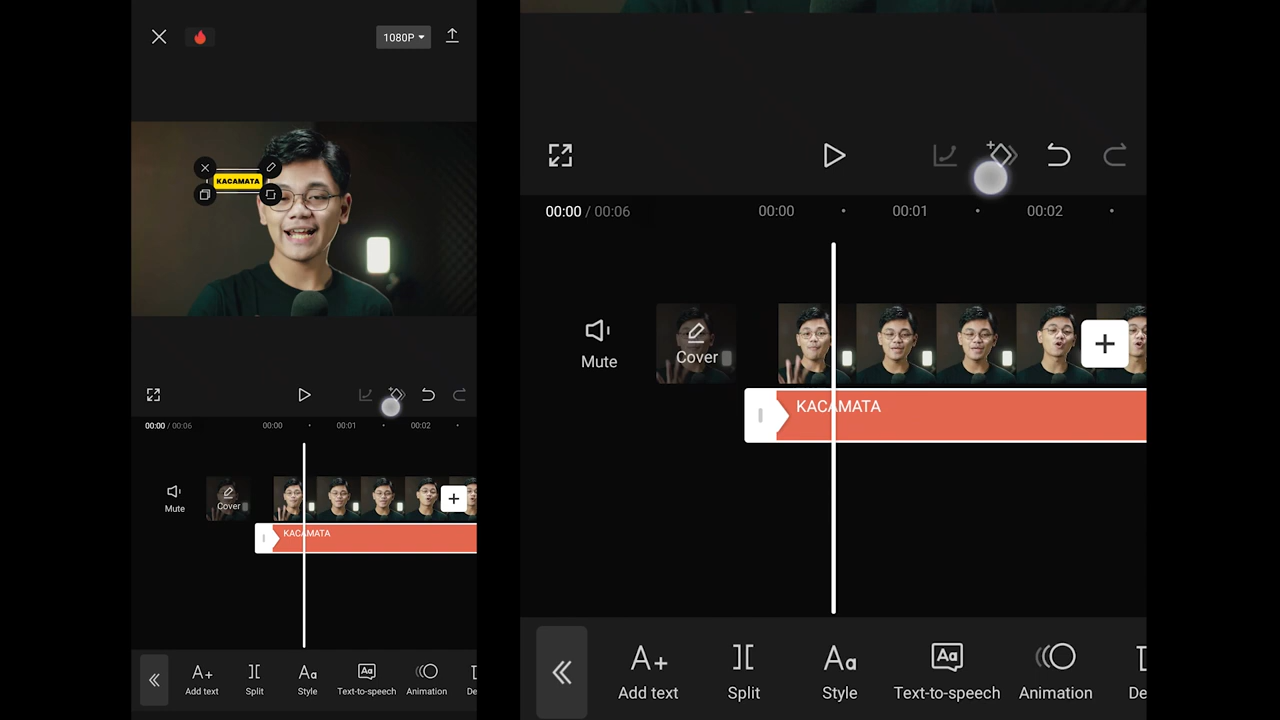 1080P
KACAMATA
00:00 / 00:06
00:00
00:01
00:02
Mute
Cover
KACAMATA
Add text
Split
Style
Text-to-speech
Animation
De
00:00 / 00:06
00:00
00:01
00:02
Mute
Cover
KACAMATA
Add text
Split
Style
Text-to-speech
Animation
De